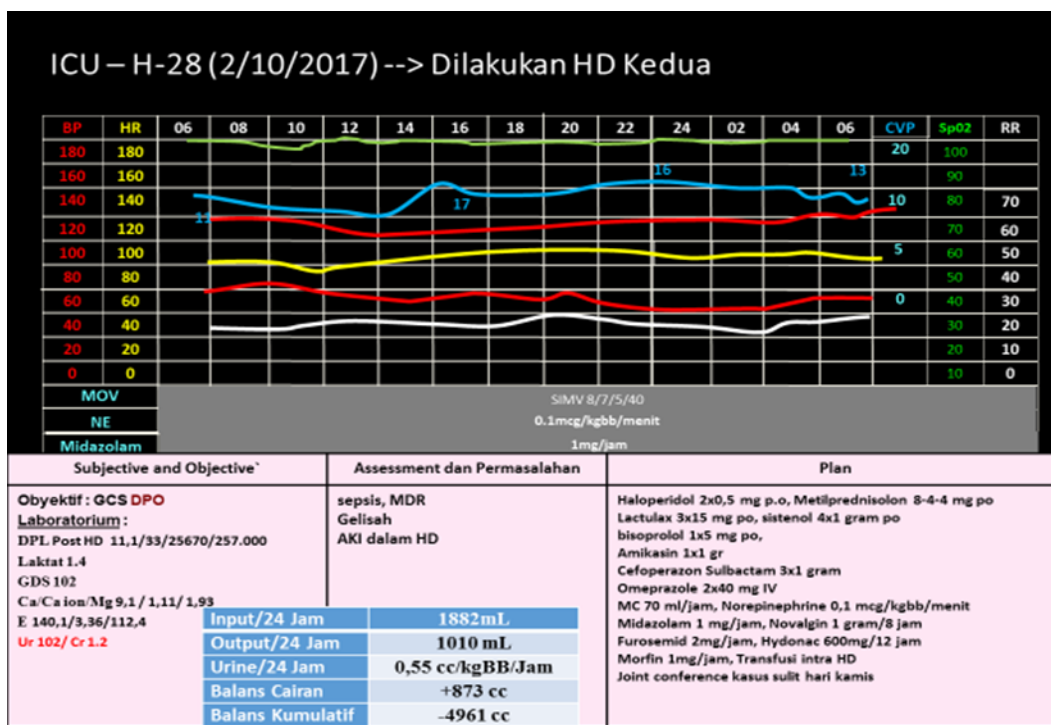 ICU – H-28 (2/10/2017) --> Dilakukan HD Kedua
BP HR 06 08 10 12 14 16 18 20 22 24 02 04 06 CVP Sp02 RR
180 180 20 100
160 160 16 13 90
140 140 11 17 10 80 70
120 120 70 60
100 100 5 60 50
80 80 50 40
60 60 0 40 30
40 40 30 20
20 20 20 10
0 0 10 0
MOV SIMV 8/7/5/40
NE 0.1mcg/kgbb/menit
Midazolam 1mg/jam
Subjective and Objective`
Obyektif : GCS DPO
Laboratorium :
DPL Post HD 11,1/33/25670/257.000
Laktat 1.4
GDS 102
Ca/Ca ion/Mg 9,1 / 1,11/ 1,93
E 140,1/3,36/112,4
Ur 102/ Cr 1.2
Assessment dan Permasalahan
sepsis, MDR
Gelisah
AKI dalam HD
Input/24 Jam 1882mL
Output/24 Jam 1010 mL
Urine/24 Jam 0,55 cc/kgBB/Jam
Balans Cairan +873 cc
Balans Kumulatif -4961 cc
Plan
Haloperidol 2x0,5 mg p.o, Metilprednisolon 8-4-4 mg po
Lactulax 3x15 mg po, sistenol 4x1 gram po
bisoprolol 1x5 mg po,
Amikasin 1x1 gr
Cefoperazon Sulbactam 3x1 gram
Omeprazole 2x40 mg IV
MC 70 ml/jam, Norepinephrine 0,1 mcg/kgbb/menit
Midazolam 1 mg/jam, Novalgin 1 gram/8 jam
Furosemid 2mg/jam, Hydonac 600mg/12 jam
Morfin 1mg/jam, Transfusi intra HD
Joint conference kasus sulit hari kamis